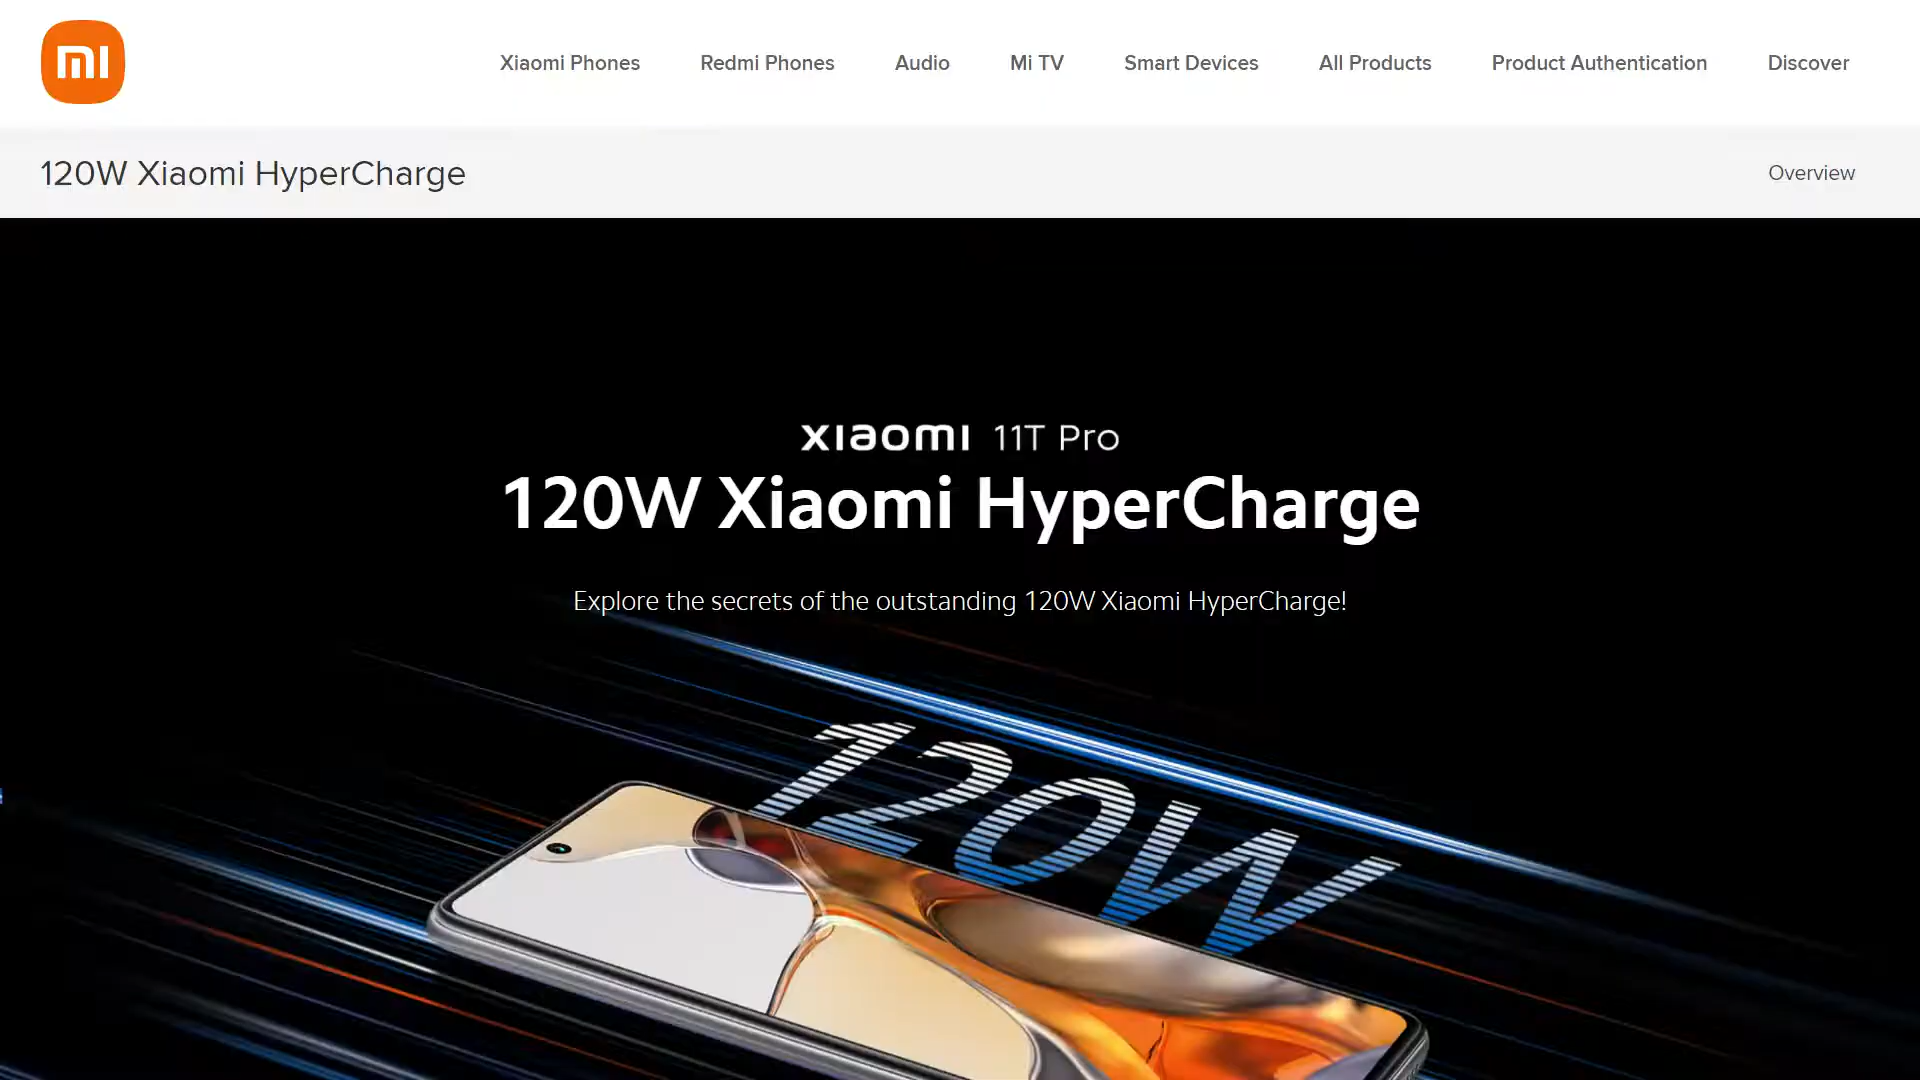 mi
Xiaomi Phones
Redmi Phones
Audio
Mi TV
Smart Devices
All Products
Product Authentication
Discover
120W Xiaomi HyperCharge
Overview
xiaomi 11T Pro
120W Xiaomi HyperCharge
Explore the secrets of the outstanding 120W Xiaomi HyperCharge!
120W